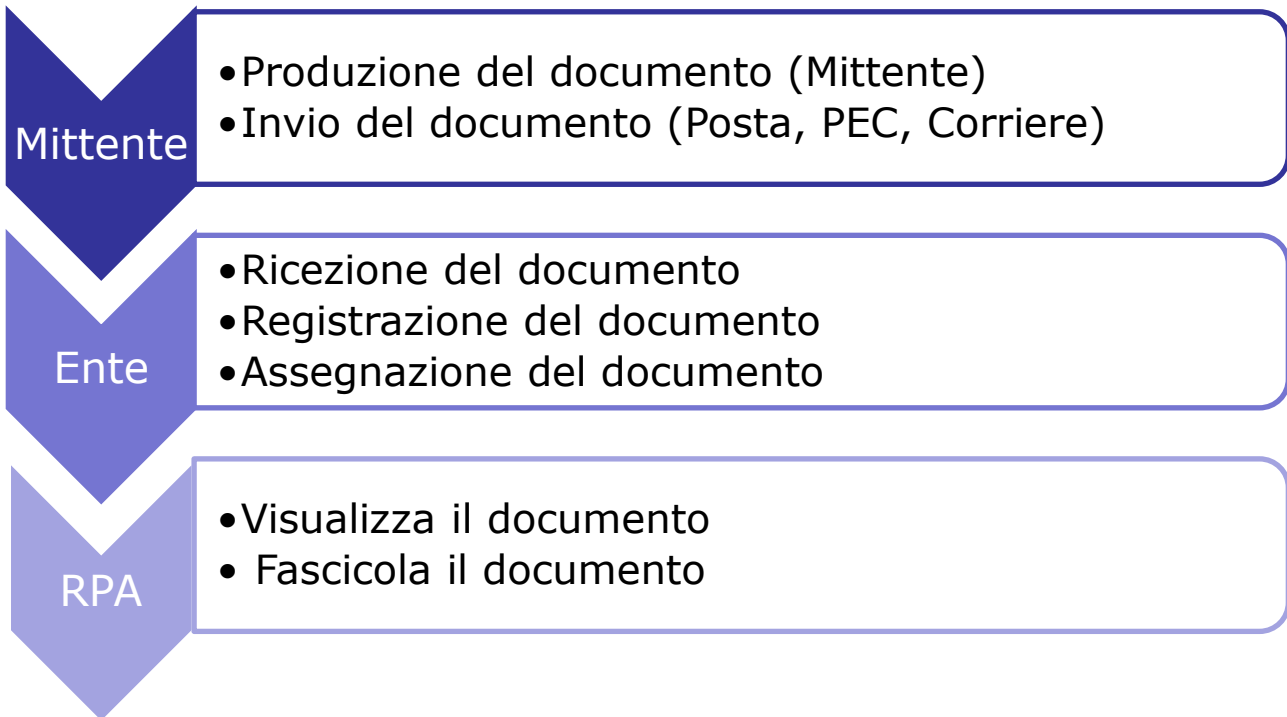 Mittente
•Produzione del documento (Mittente)
•Invio del documento (Posta, PEC, Corriere)
Ente
•Ricezione del documento
•Registrazione del documento
•Assegnazione del documento
RPA
•Visualizza il documento
• Fascicola il documento